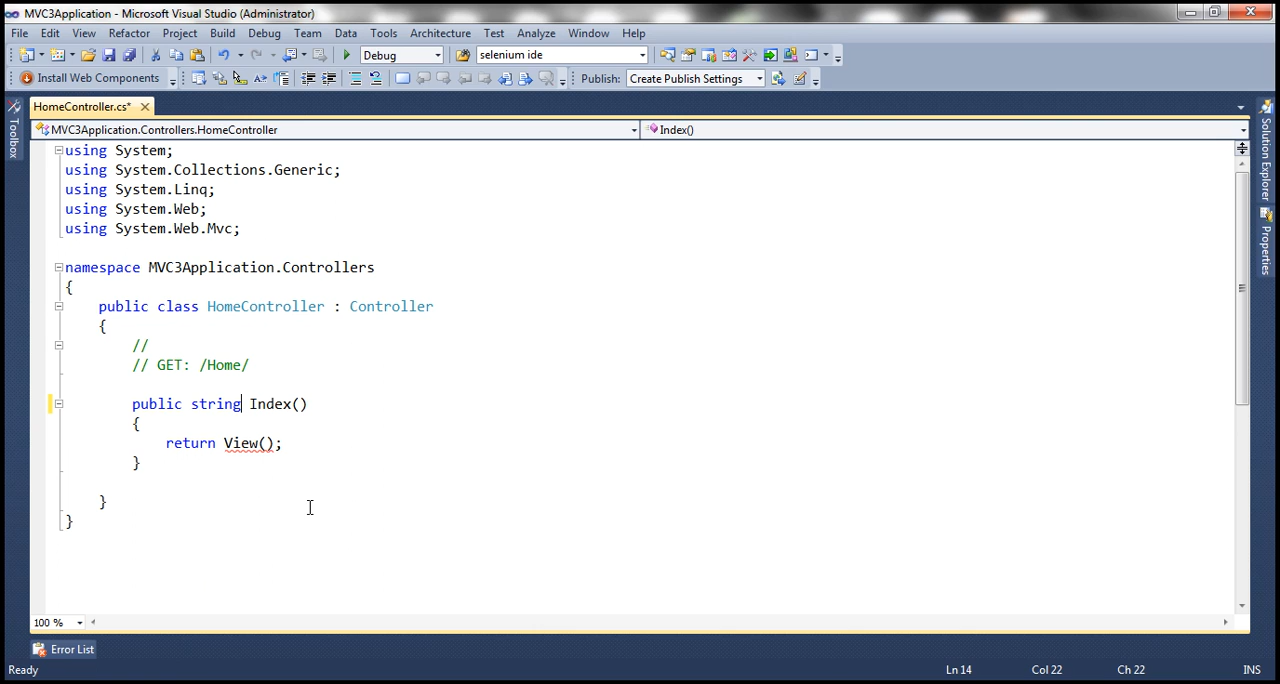 MVC3Application - Microsoft Visual Studio (Administrator)
File Edit View Refactor Project Build Debug Team Data Tools Architecture Test Analyze Window Help
Debug selenium ide
Install Web Components Publish: Create Publish Settings
HomeController.cs*
MVC3Application.Controllers.HomeController Index()
Toolbox
Solution Explorer
Properties
using System;
using System.Collections.Generic;
using System.Linq;
using System.Web;
using System.Web.Mvc;
namespace MVC3Application.Controllers
{
public class HomeController : Controller
{
//
// GET: /Home/
public string Index()
{
return View();
}
}
}
100 %
Error List
Ready Ln 14 Col 22 Ch 22 INS